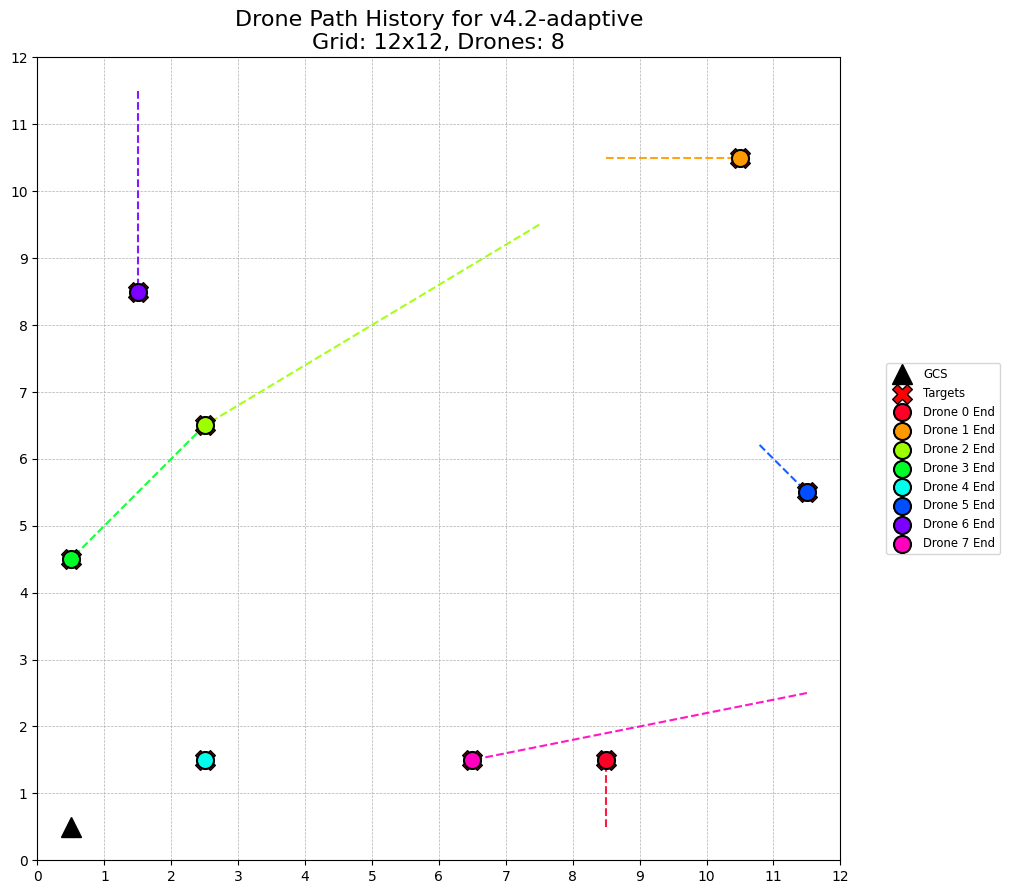 Drone Path History for v4.2-adaptive
Grid: 12x12, Drones: 8
12
11
10
9
8
7
6
5
4
3
2
1
0
0 1 2 3 4 5 6 7 8 9 10 11 12
GCS
Targets
Drone 0 End
Drone 1 End
Drone 2 End
Drone 3 End
Drone 4 End
Drone 5 End
Drone 6 End
Drone 7 End